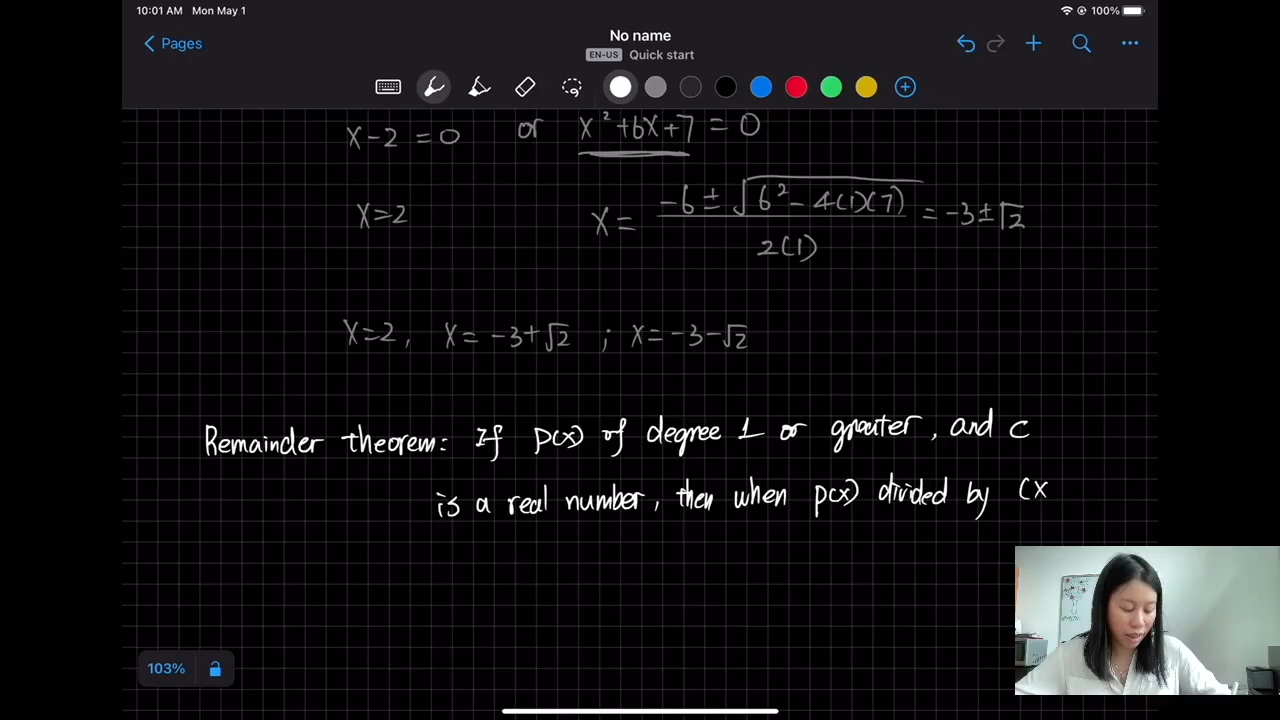 10:01 AM Mon May 1
100%
Pages
No name
EN-US Quick start
x-2 = 0 or x²+6x+7 = 0
x=2 x= -6 ± √6² - 4(1)(7) / 2(1) = -3±√2
x=2, x= -3+√2 ; x= -3-√2
Remainder theorem: If p(x) of degree 1 or greater, and c
is a real number, then when p(x) divided by (x
103%